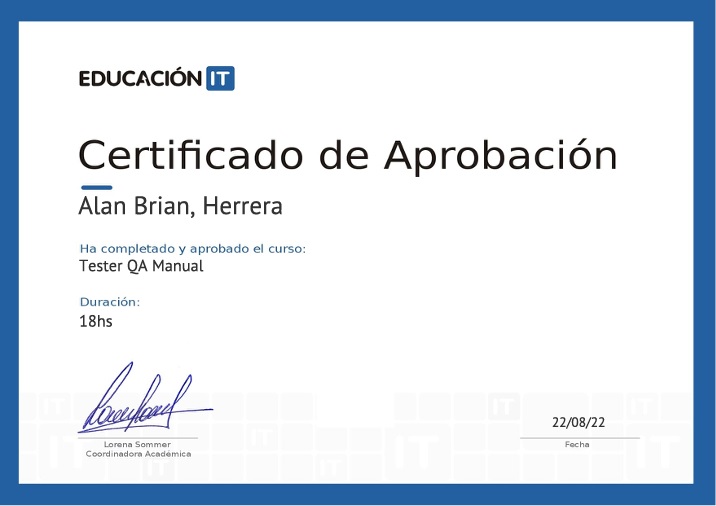 EDUCACIÓN IT
Certificado de Aprobación
Alan Brian, Herrera
Ha completado y aprobado el curso:
Tester QA Manual
Duración:
18hs
22/08/22
Lorena Sommer
Coordinadora Académica
Fecha